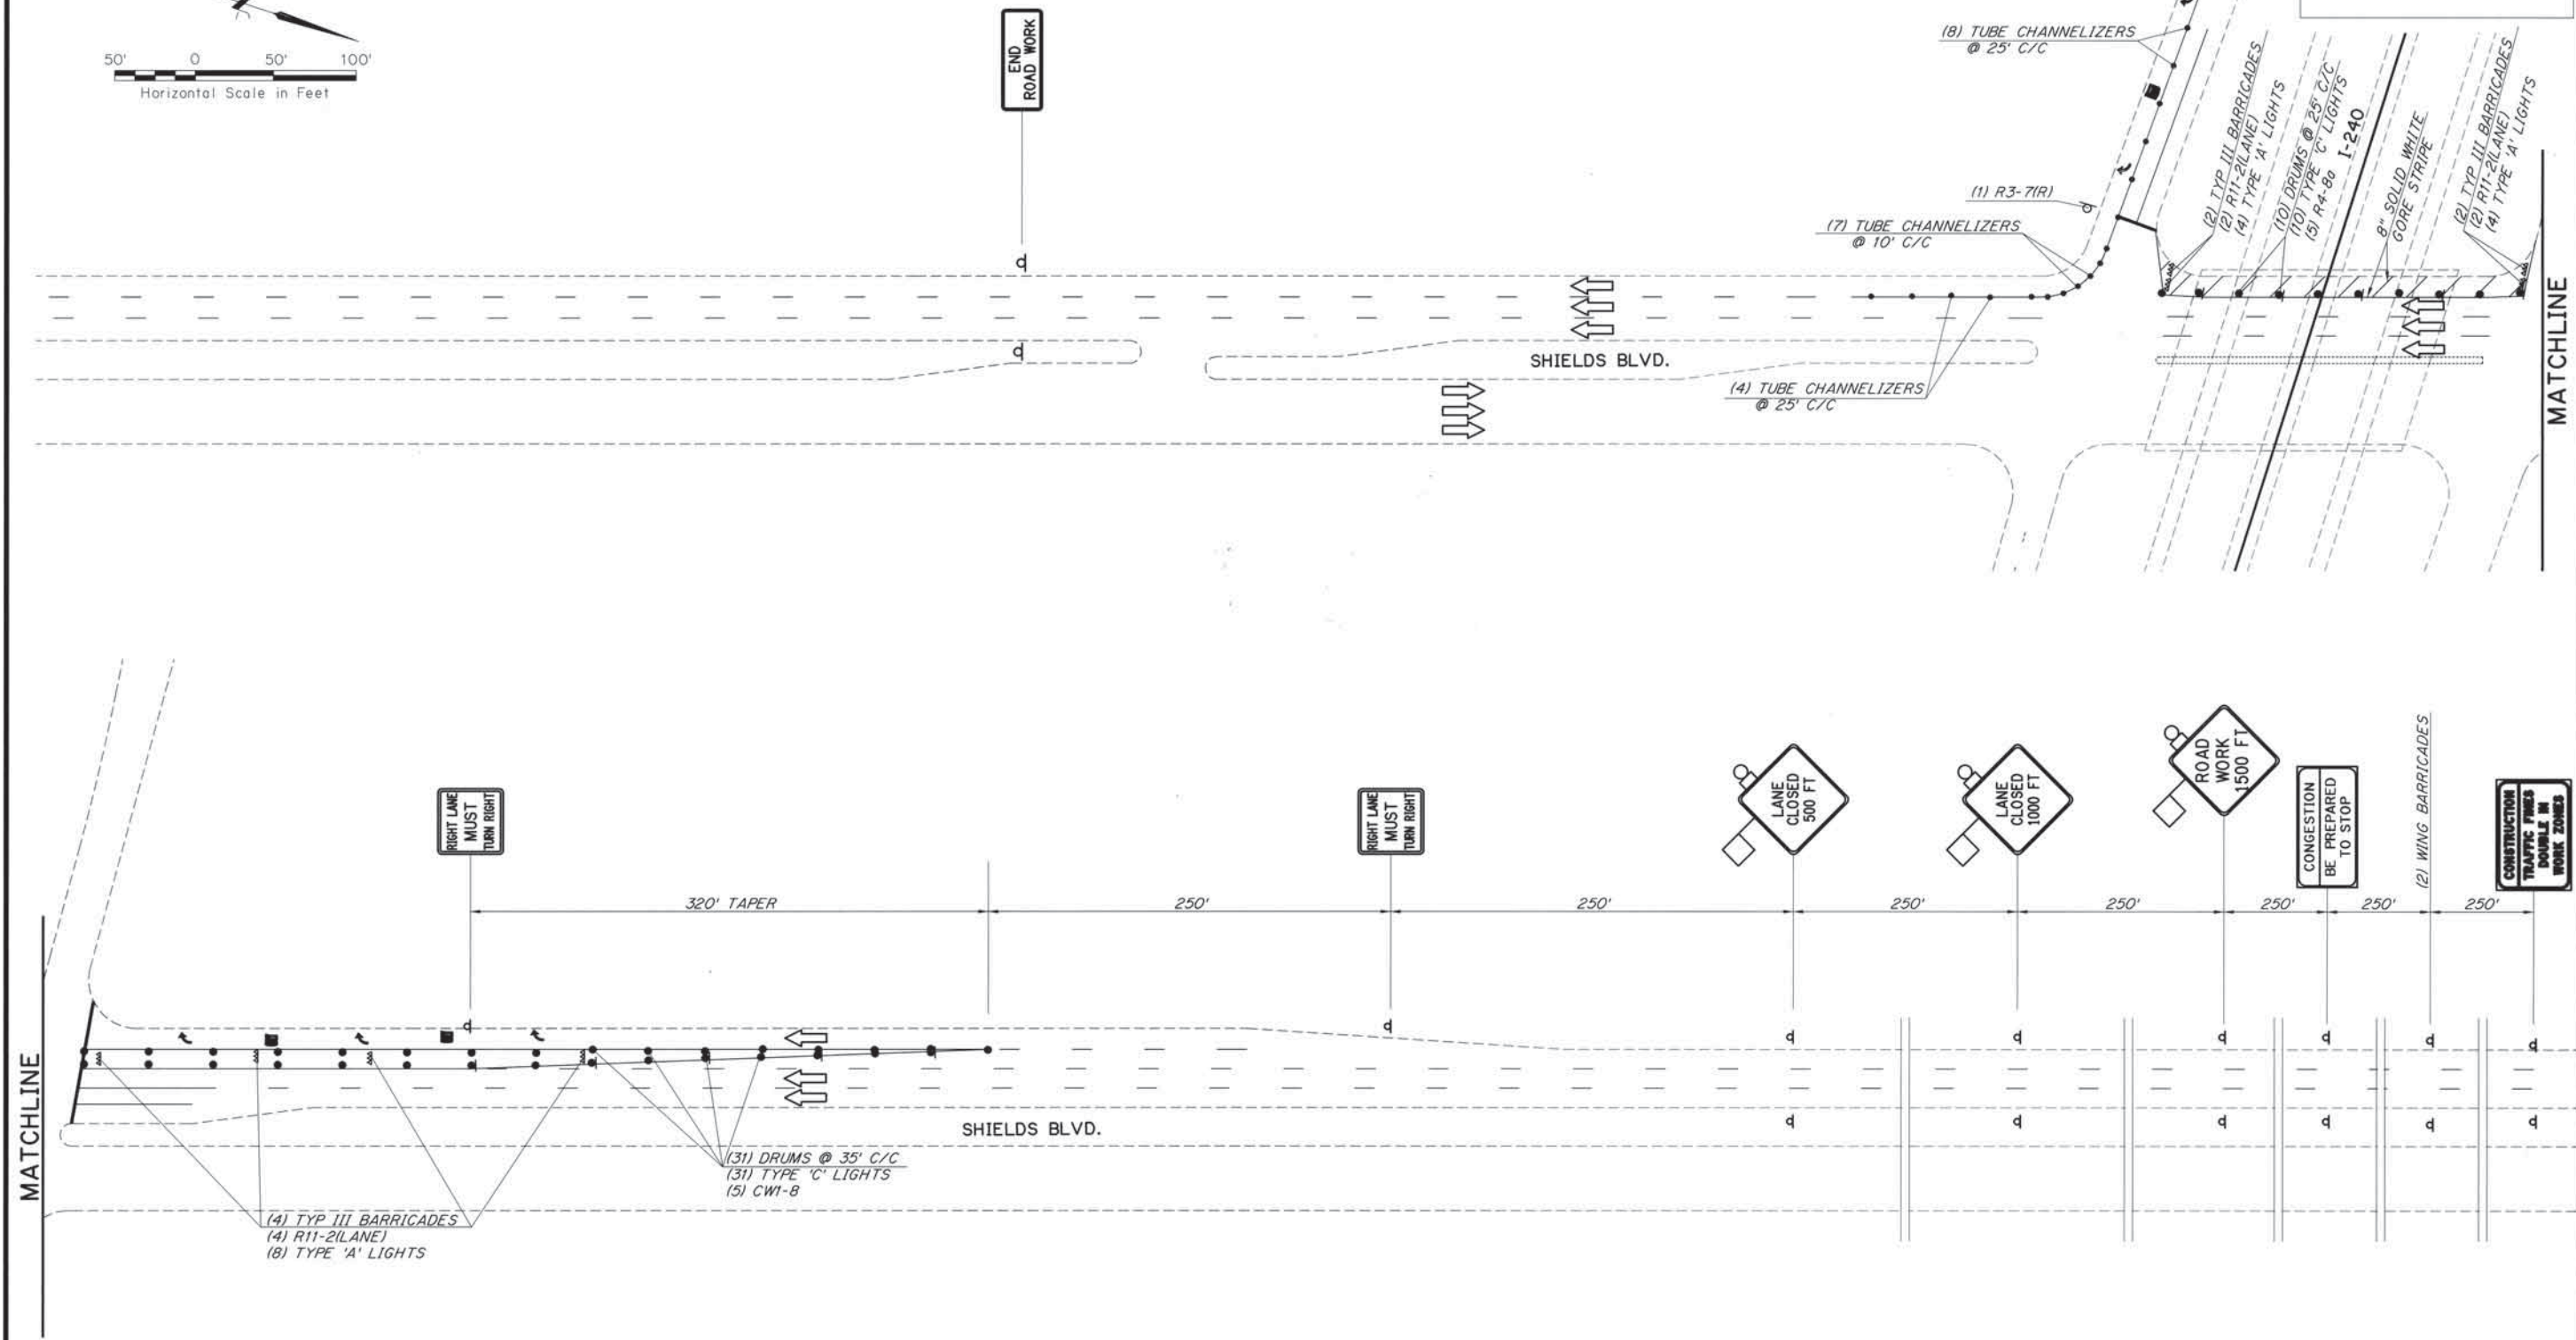 50' 0 50' 100'
Horizontal Scale in Feet
END
ROAD WORK
(8) TUBE CHANNELIZERS
@ 25' C/C
(1) R3-7(R)
(7) TUBE CHANNELIZERS
@ 10' C/C
(2) TYP III BARRICADES
(2) R11-2(LANE)
(4) TYPE 'A' LIGHTS
(10) DRUMS @ 25' C/C
(10) TYPE 'C' LIGHTS
(5) R4-8a
I-240
8" SOLID WHITE
GORE STRIPE
(2) TYP III BARRICADES
(2) R11-2(LANE)
(4) TYPE 'A' LIGHTS
MATCHLINE
SHIELDS BLVD.
(4) TUBE CHANNELIZERS
@ 25' C/C
RIGHT LANE
MUST
TURN RIGHT
RIGHT LANE
MUST
TURN RIGHT
LANE
CLOSED
500 FT
LANE
CLOSED
1000 FT
ROAD
WORK
1500 FT
CONGESTION
BE PREPARED
TO STOP
(2) WING BARRICADES
CONSTRUCTION
TRAFFIC FINES
DOUBLE IN
WORK ZONES
320' TAPER 250' 250' 250' 250' 250' 250' 250'
MATCHLINE
SHIELDS BLVD.
(31) DRUMS @ 35' C/C
(31) TYPE 'C' LIGHTS
(5) CW1-8
(4) TYP III BARRICADES
(4) R11-2(LANE)
(8) TYPE 'A' LIGHTS